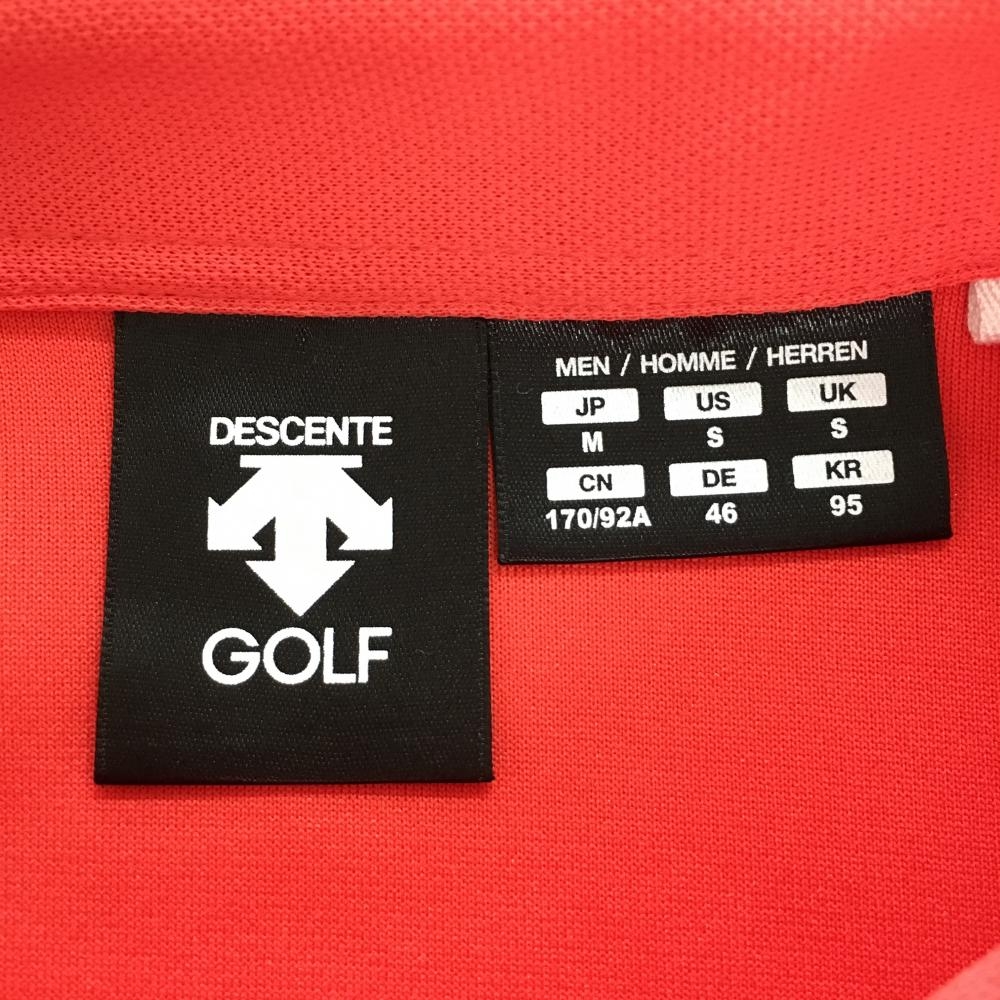 DESCENTE
GOLF
MEN / HOMME / HERREN
JP US UK
M S S
CN DE KR
170/92A 46 95